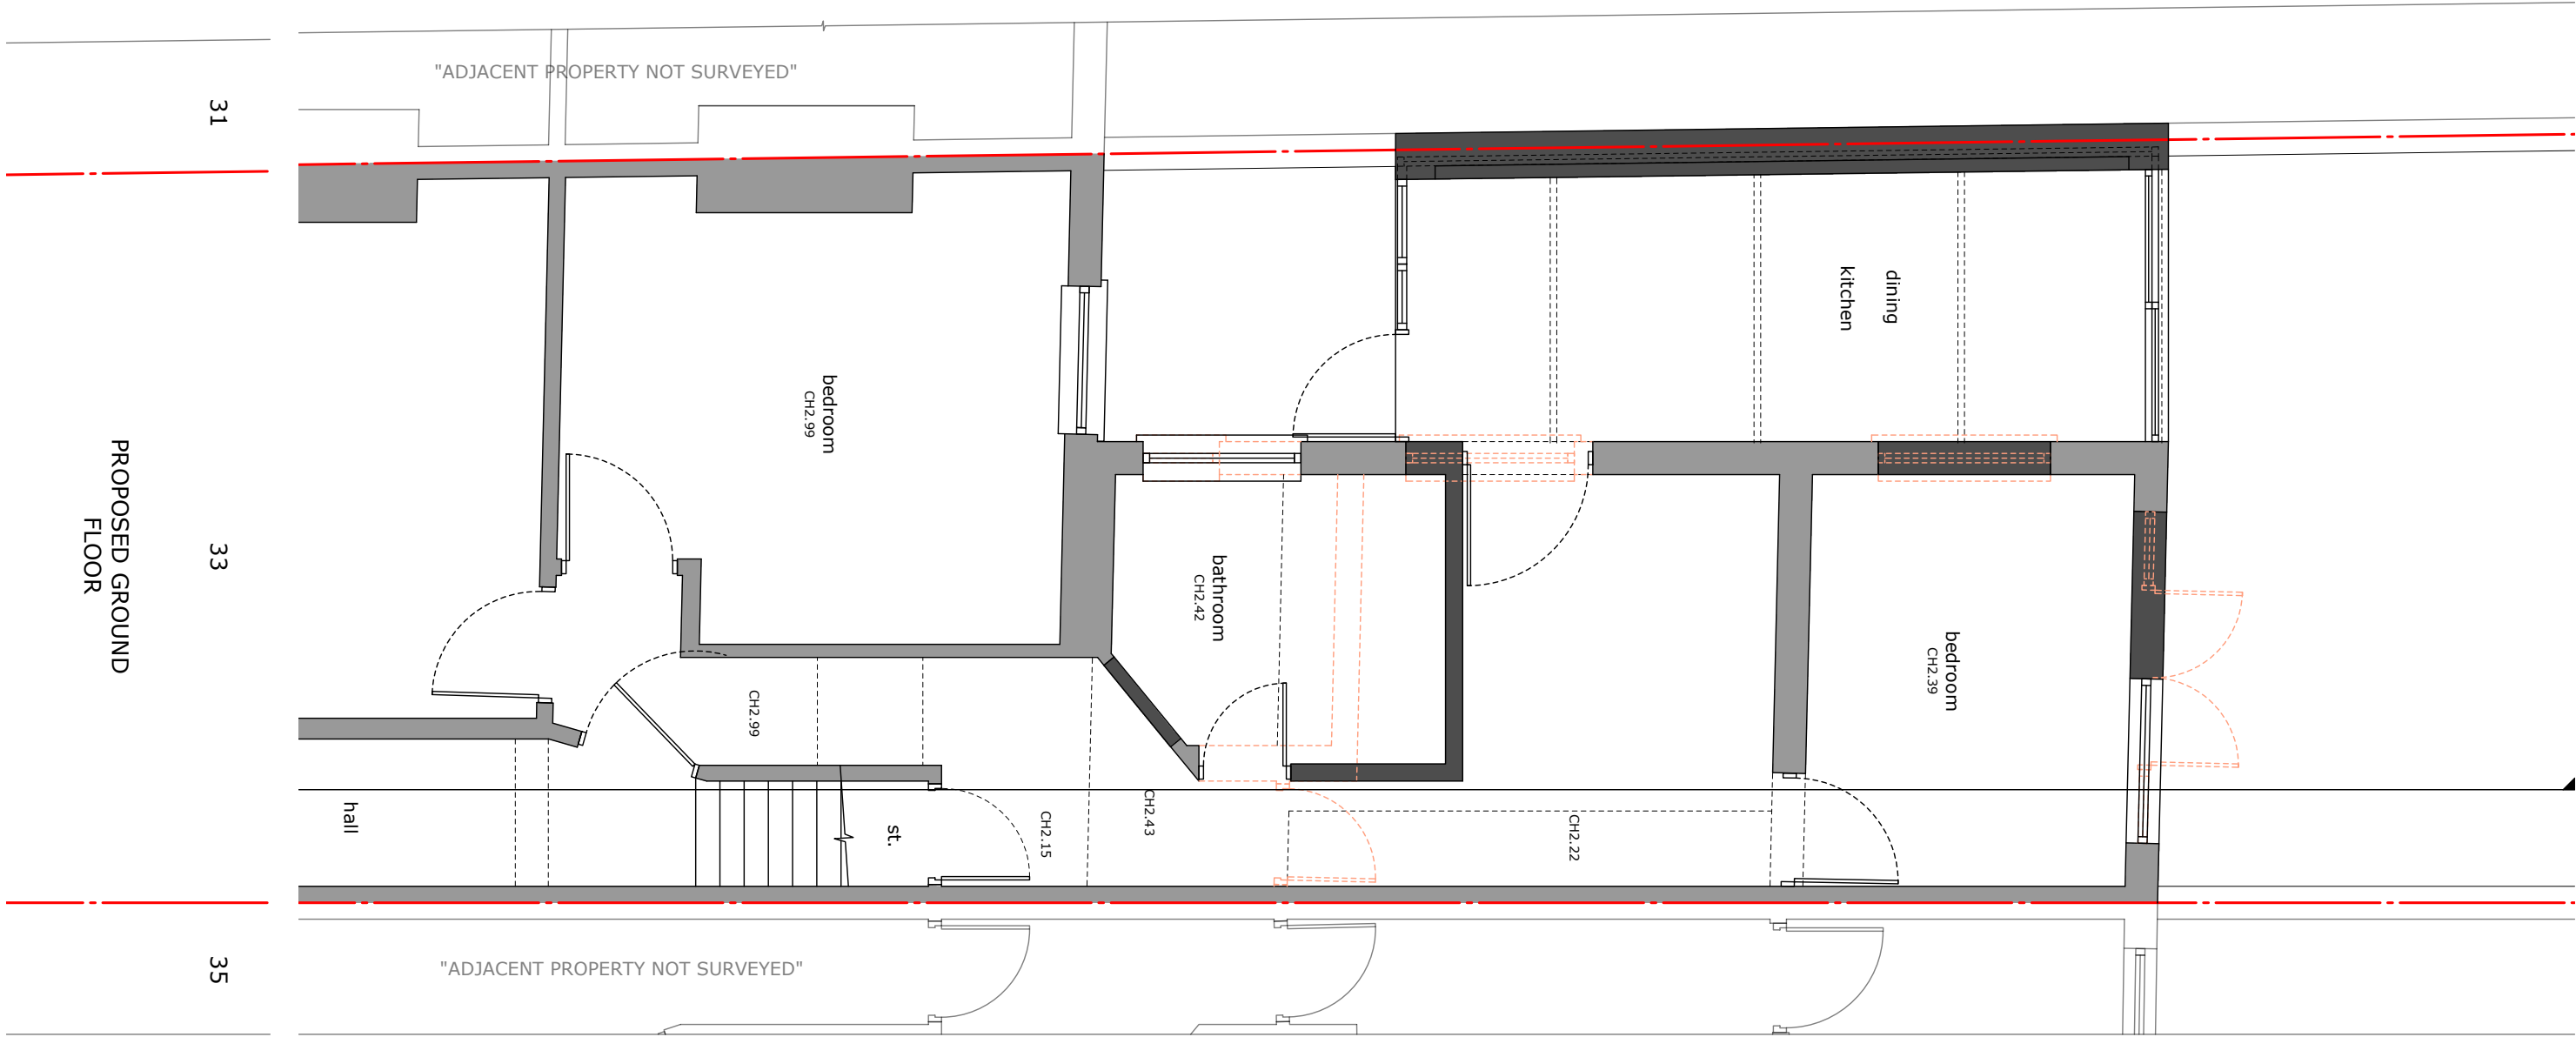 "ADJACENT PROPERTY NOT SURVEYED"
31
dining
kitchen
bedroom
CH2.99
PROPOSED GROUND
FLOOR
33
bathroom
CH2.42
bedroom
CH2.39
CH2.99
hall
st.
CH2.15
CH2.43
CH2.22
35
"ADJACENT PROPERTY NOT SURVEYED"